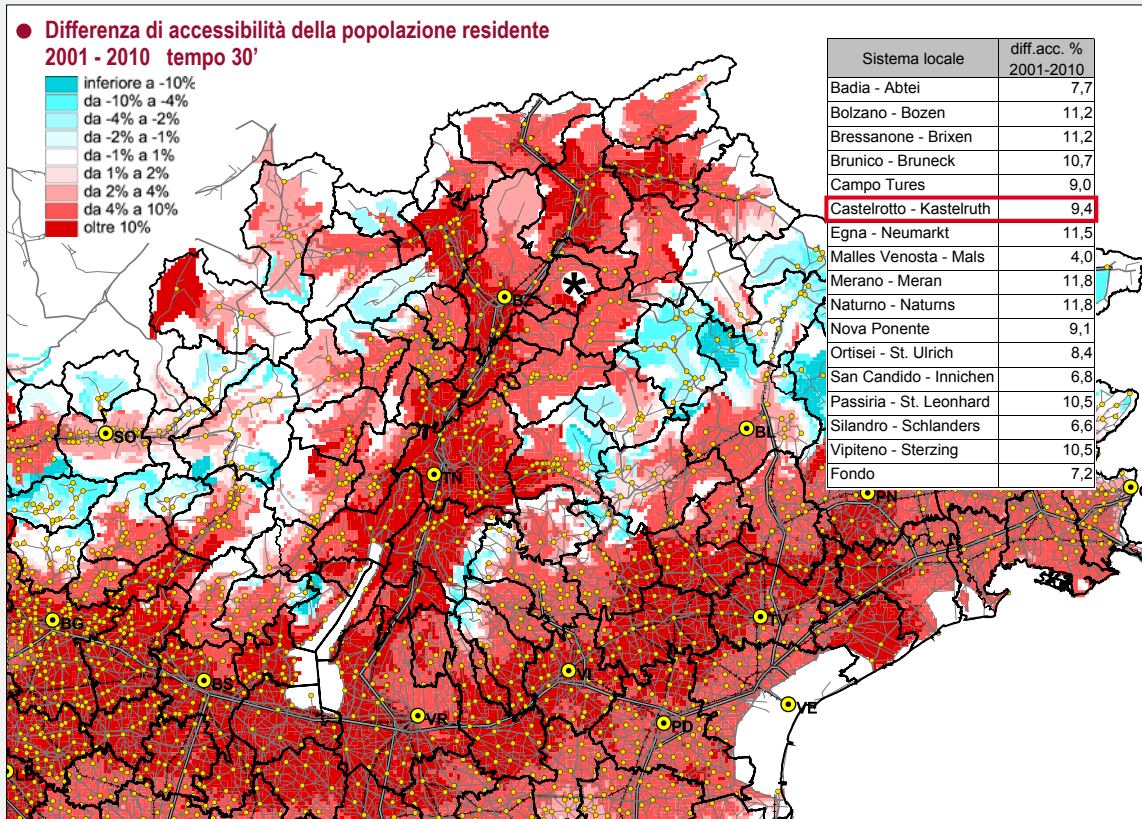 ● Differenza di accessibilità della popolazione residente
2001 - 2010 tempo 30’
inferiore a -10%
da -10% a -4%
da -4% a -2%
da -2% a -1%
da -1% a 1%
da 1% a 2%
da 2% a 4%
da 4% a 10%
oltre 10%
Sistema locale diff.acc. % 2001-2010
Badia - Abtei 7,7
Bolzano - Bozen 11,2
Bressanone - Brixen 11,2
Brunico - Bruneck 10,7
Campo Tures 9,0
Castelrotto - Kastelruth 9,4
Egna - Neumarkt 11,5
Malles Venosta - Mals 4,0
Merano - Meran 11,8
Naturno - Naturns 11,8
Nova Ponente 9,1
Ortisei - St. Ulrich 8,4
San Candido - Innichen 6,8
Passiria - St. Leonhard 10,5
Silandro - Schlanders 6,6
Vipiteno - Sterzing 10,5
Fondo 7,2
BZ
*
SO
BL
TN
PN
BG
TV
BS
VI
VR
PD
VE